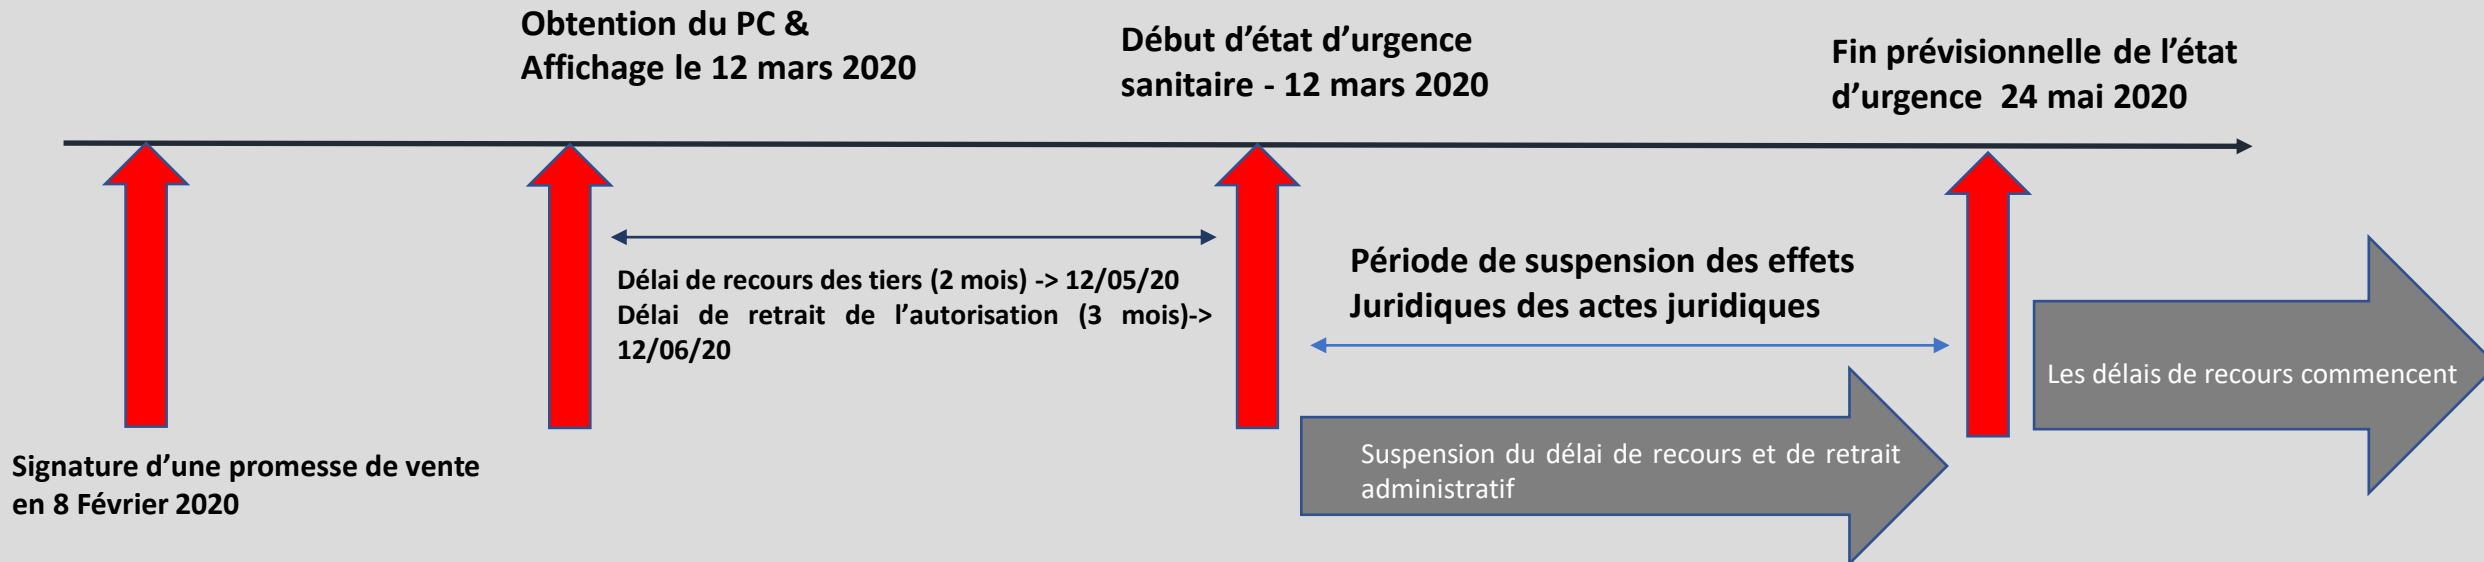 Obtention du PC &
Affichage le 12 mars 2020
Début d’état d’urgence
sanitaire - 12 mars 2020
Fin prévisionnelle de l’état
d’urgence 24 mai 2020
Délai de recours des tiers (2 mois) -> 12/05/20
Délai de retrait de l’autorisation (3 mois)->
12/06/20
Période de suspension des effets
Juridiques des actes juridiques
Les délais de recours commencent
Signature d’une promesse de vente
en 8 Février 2020
Suspension du délai de recours et de retrait
administratif